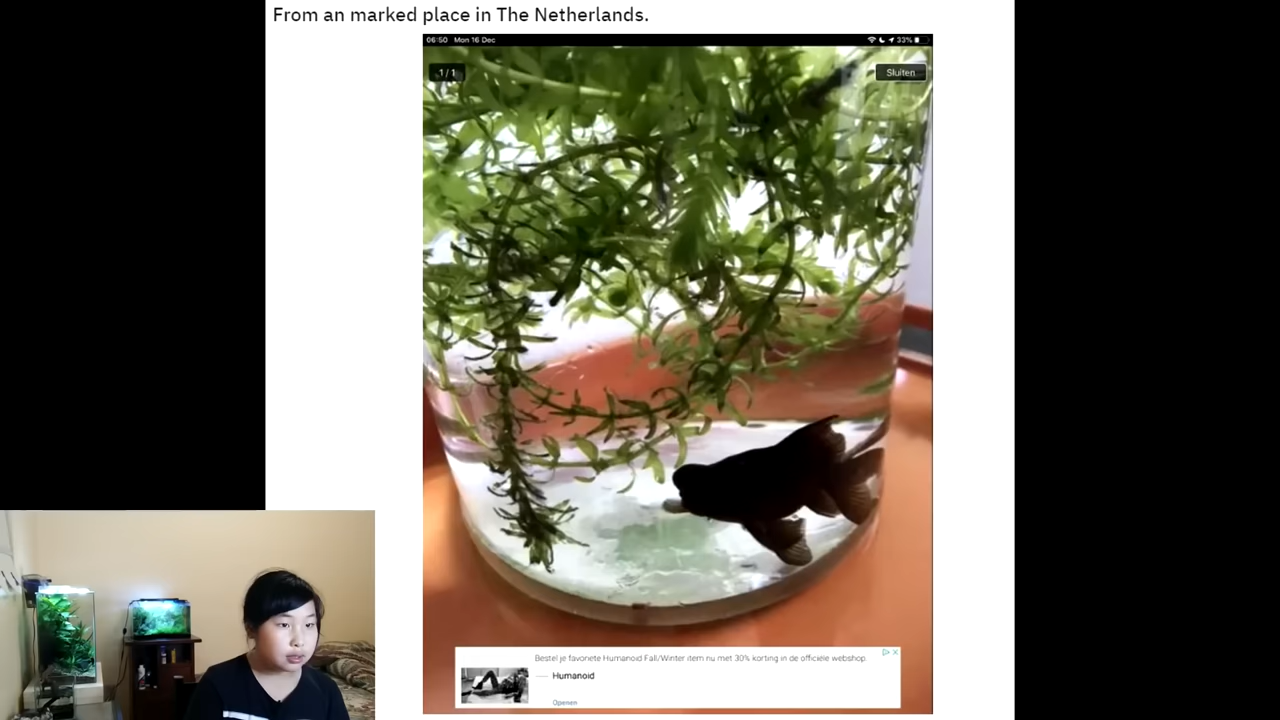 From an marked place in The Netherlands.
06:50 Mon 16 Dec
33%
1/1
Sluiten
Bestel je favoriete Humanoid Fall/Winter item nu met 30% korting in de officiële webshop.
Humanoid
Openen